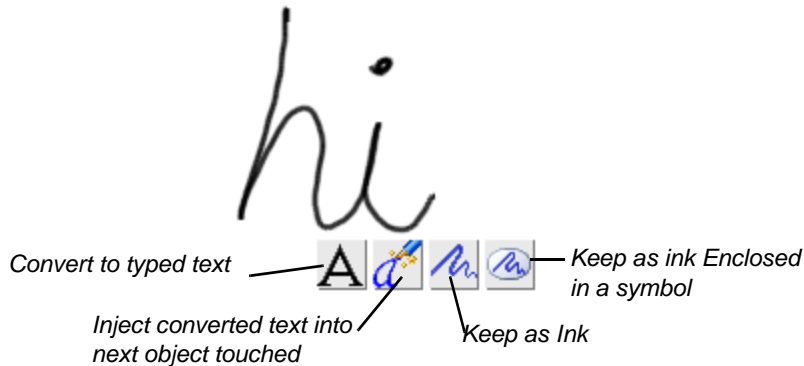 hi
A a
Convert to typed text
Keep as ink Enclosed
in a symbol
Inject converted text into
next object touched
Keep as Ink